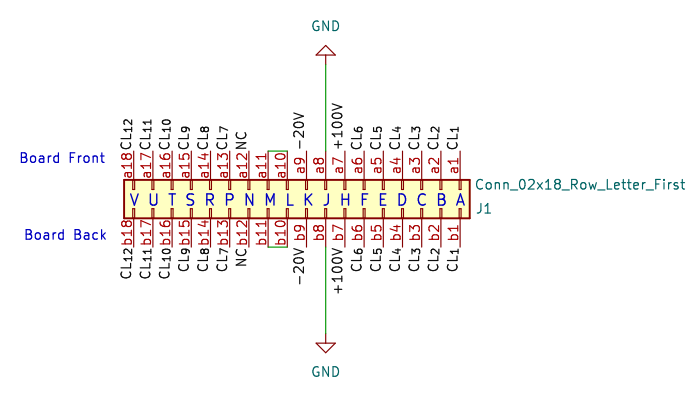 GND
CL12 CL11 CL10 CL9 CL8 CL7 NC -20V +100V CL6 CL5 CL4 CL3 CL2 CL1
Board Front
a18 a17 a16 a15 a14 a13 a12 a11 a10 a9 a8 a7 a6 a5 a4 a3 a2 a1
Conn_02x18_Row_Letter_First
V U T S R P N M L K J H F E D C B A
J1
Board Back
b18 b17 b16 b15 b14 b13 b12 b11 b10 b9 b8 b7 b6 b5 b4 b3 b2 b1
CL12 CL11 CL10 CL9 CL8 CL7 NC -20V +100V CL6 CL5 CL4 CL3 CL2 CL1
GND